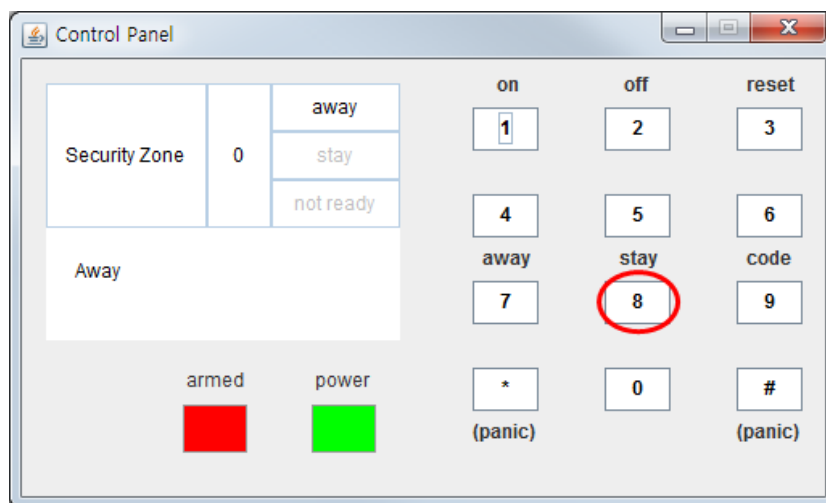 Control Panel
on off reset
away
1 2 3
Security Zone 0 stay
not ready
4 5 6
away stay code
Away
7 8 9
armed power
* 0 #
(panic) (panic)